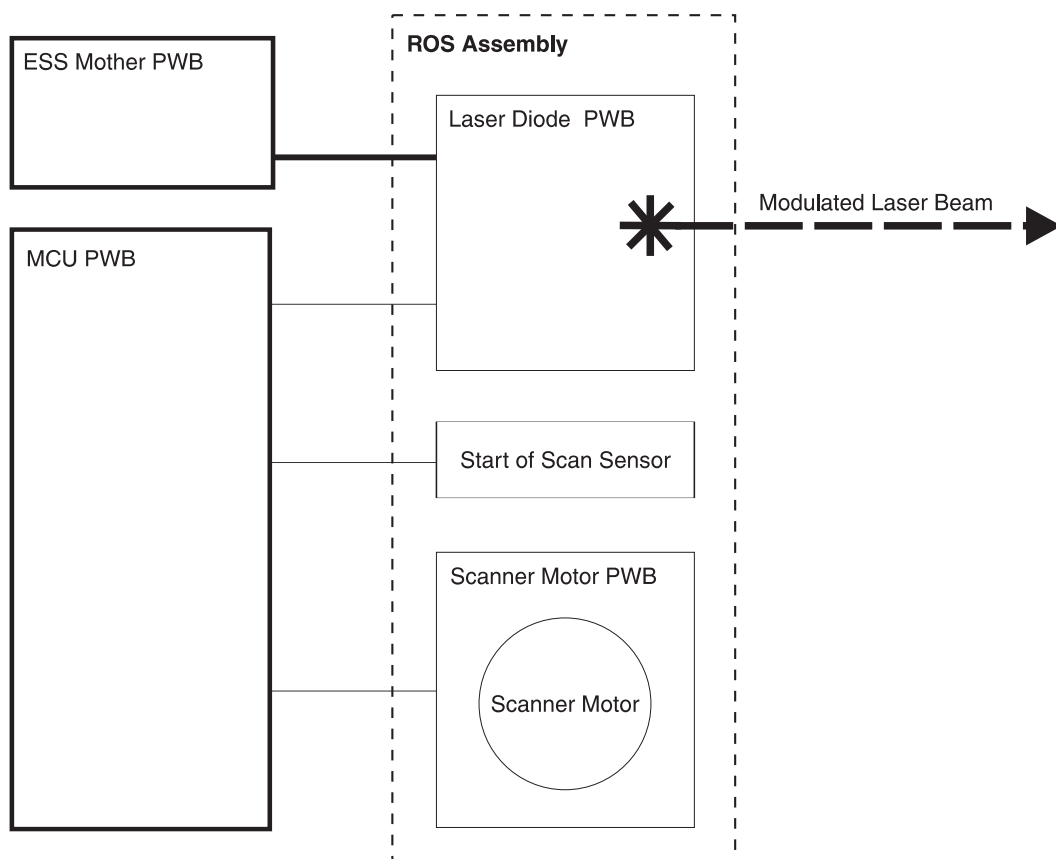 ESS Mother PWB
ROS Assembly
Laser Diode PWB
Modulated Laser Beam
MCU PWB
Start of Scan Sensor
Scanner Motor PWB
Scanner Motor